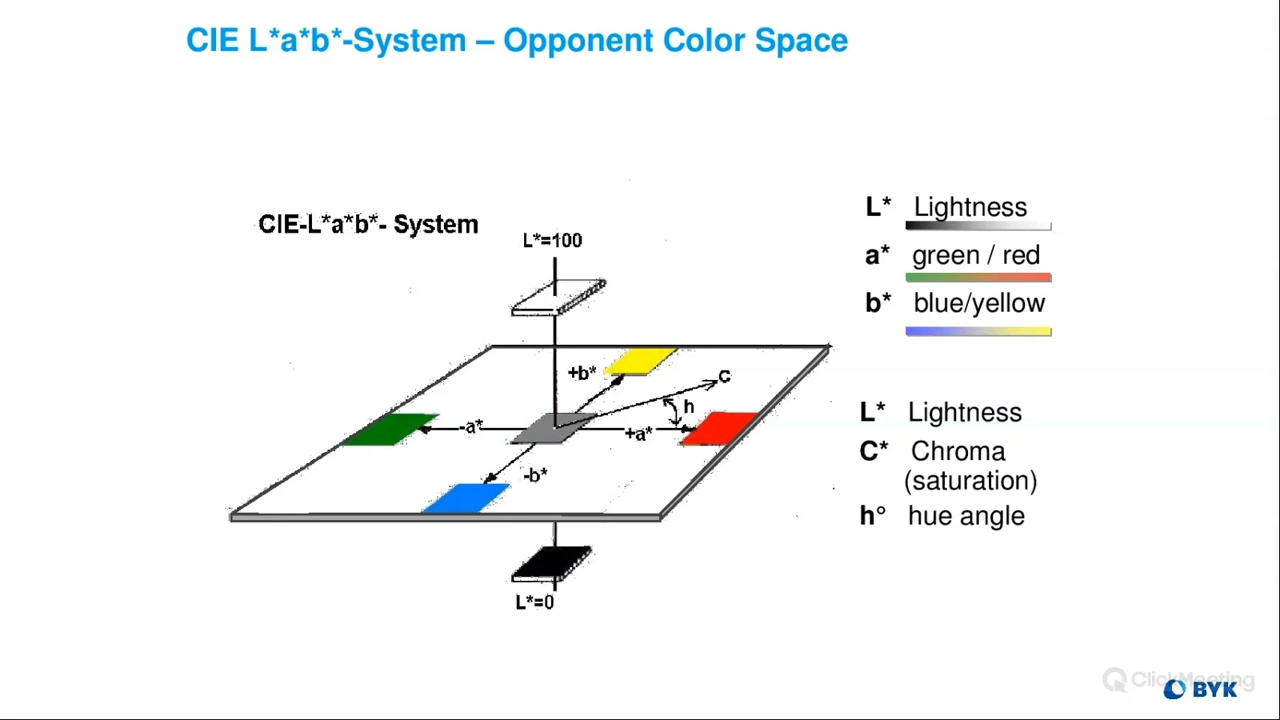 CIE L*a*b*-System – Opponent Color Space
CIE-L*a*b*- System
L*=100
+b*
C
h
-a*
+a*
-b*
L*=0
L* Lightness
a* green / red
b* blue/yellow
L* Lightness
C* Chroma
(saturation)
h° hue angle
ClickMeeting
BYK